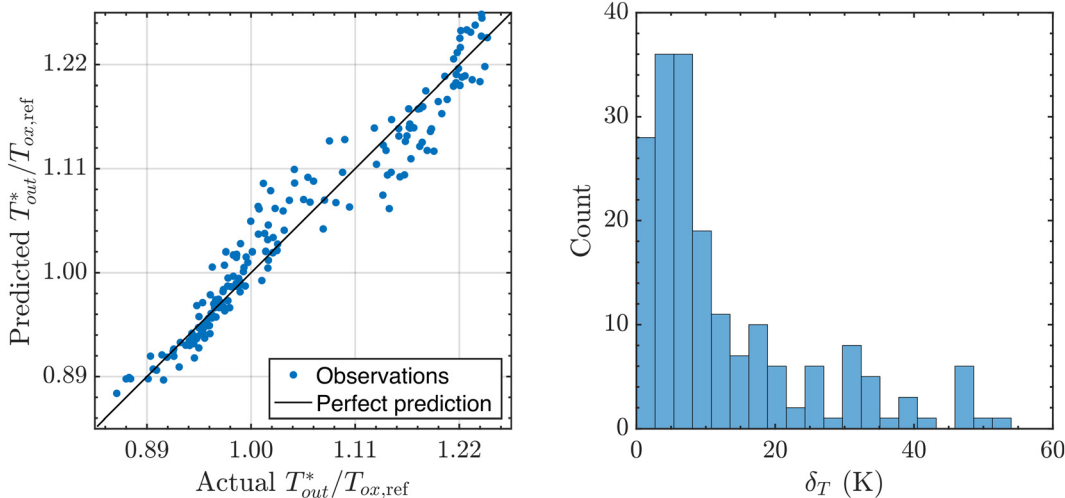 Predicted T*out/Tox,ref
1.22
1.11
1.00
0.89
Observations
Perfect prediction
0.89 1.00 1.11 1.22
Actual T*out/Tox,ref
Count
40
30
20
10
0
0 20 40 60
δT (K)